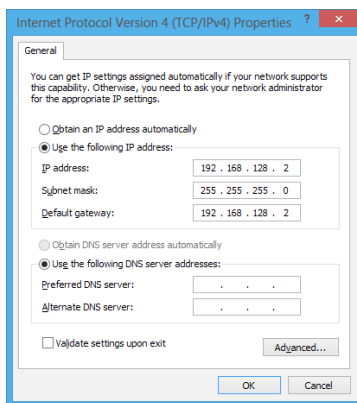 Internet Protocol Version 4 (TCP/IPv4) Properties ? ×
General
You can get IP settings assigned automatically if your network supports
this capability. Otherwise, you need to ask your network administrator
for the appropriate IP settings.
Obtain an IP address automatically
Use the following IP address:
IP address: 192 . 168 . 128 . 2
Subnet mask: 255 . 255 . 255 . 0
Default gateway: 192 . 168 . 128 . 2
Obtain DNS server address automatically
Use the following DNS server addresses:
Preferred DNS server: . . .
Alternate DNS server: . . .
Validate settings upon exit
Advanced...
OK Cancel